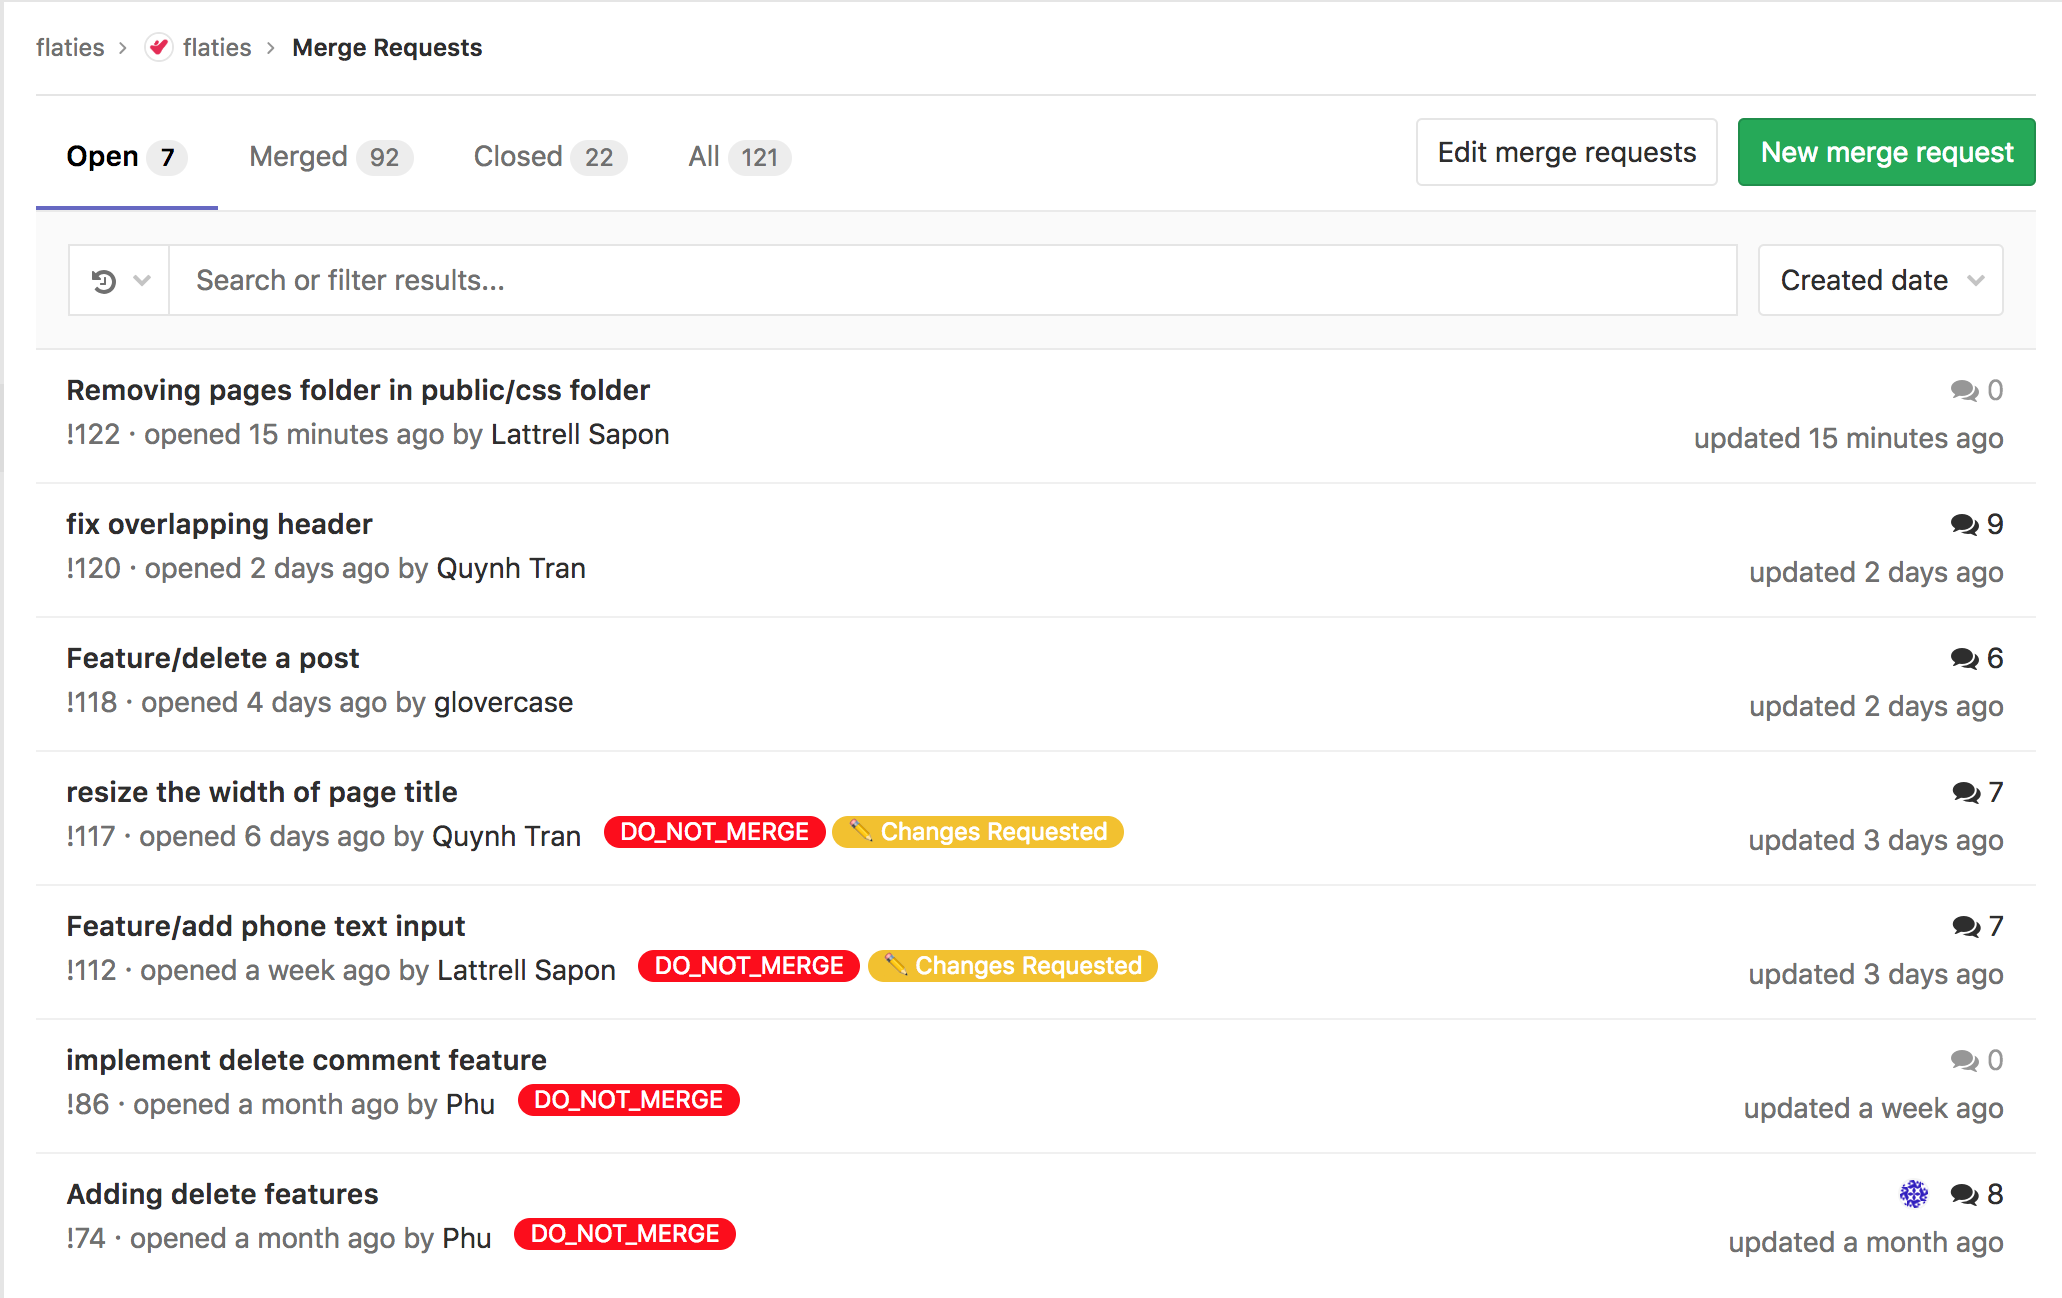 flaties > flaties > Merge Requests
Open 7 Merged 92 Closed 22 All 121 Edit merge requests New merge request
Search or filter results... Created date
Removing pages folder in public/css folder 0
!122 · opened 15 minutes ago by Lattrell Sapon updated 15 minutes ago
fix overlapping header 9
!120 · opened 2 days ago by Quynh Tran updated 2 days ago
Feature/delete a post 6
!118 · opened 4 days ago by glovercase updated 2 days ago
resize the width of page title 7
!117 · opened 6 days ago by Quynh Tran DO_NOT_MERGE Changes Requested updated 3 days ago
Feature/add phone text input 7
!112 · opened a week ago by Lattrell Sapon DO_NOT_MERGE Changes Requested updated 3 days ago
implement delete comment feature 0
!86 · opened a month ago by Phu DO_NOT_MERGE updated a week ago
Adding delete features 8
!74 · opened a month ago by Phu DO_NOT_MERGE updated a month ago